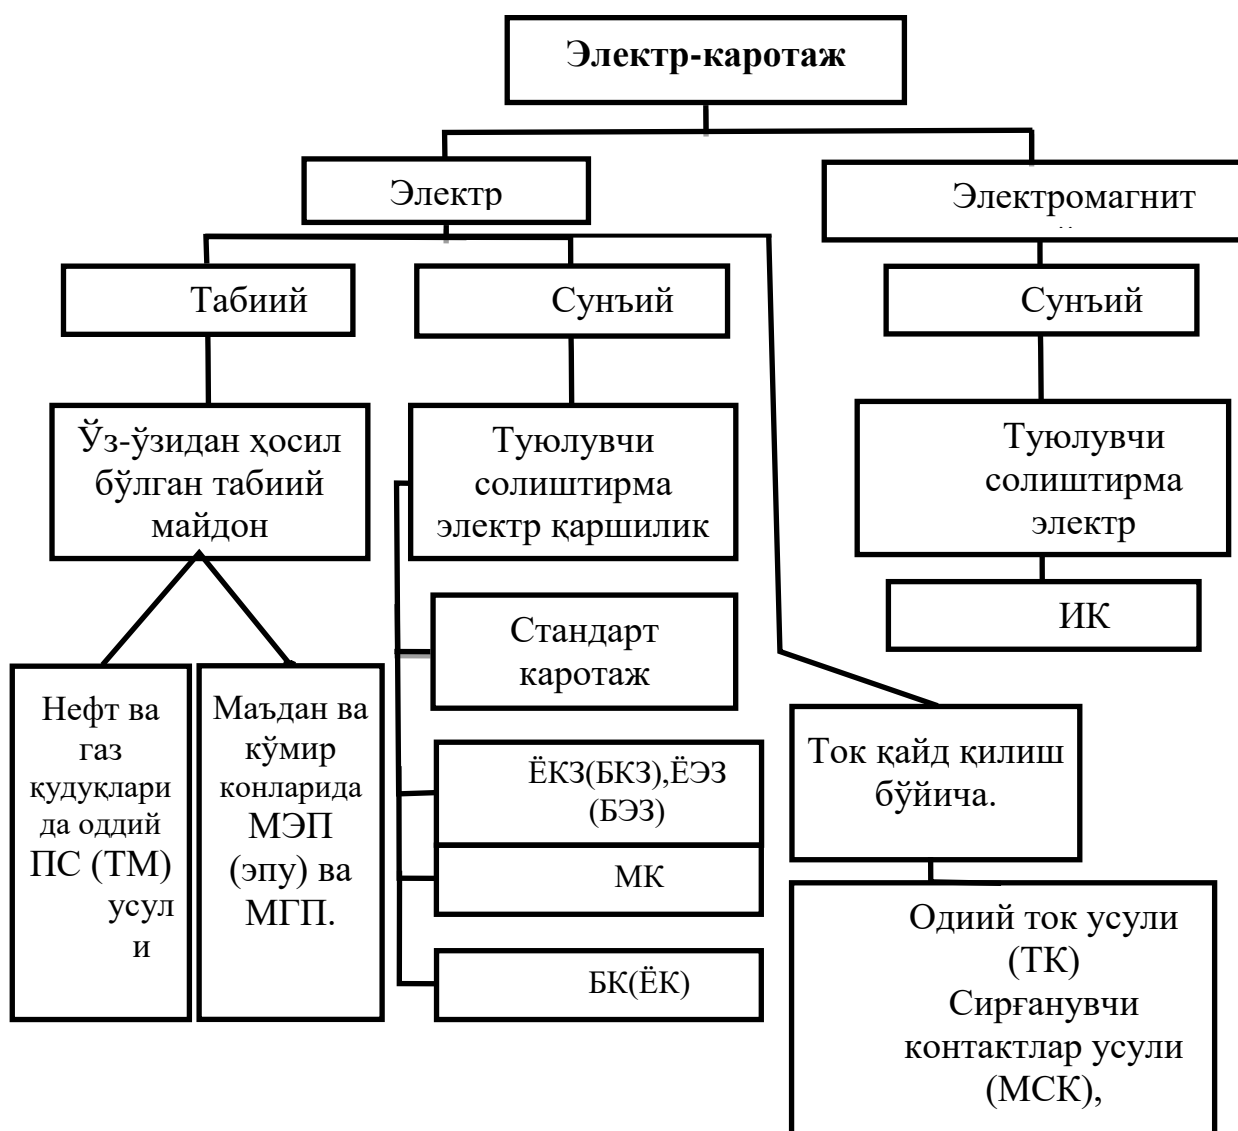 Электр-каротаж
Электр
Электромагнит
Табиий
Сунъий
Сунъий
Ўз-ўзидан ҳосил
бўлган табиий
майдон
Туюлувчи
солиштирма
электр қаршилик
Туюлувчи
солиштирма
электр
ИК
Стандарт
каротаж
Нефт ва
газ
қудуқлари
да оддий
ПС (ТМ)
усул
и
Маъдан ва
кўмир
конларида
МЭП
(эпу) ва
МГП.
ЁКЗ(БКЗ),ЁЭЗ
(БЭЗ)
МК
БК(ЁК)
Ток қайд қилиш
бўйича.
Одиий ток усули
(ТК)
Сирғанувчи
контактлар усули
(МСК),